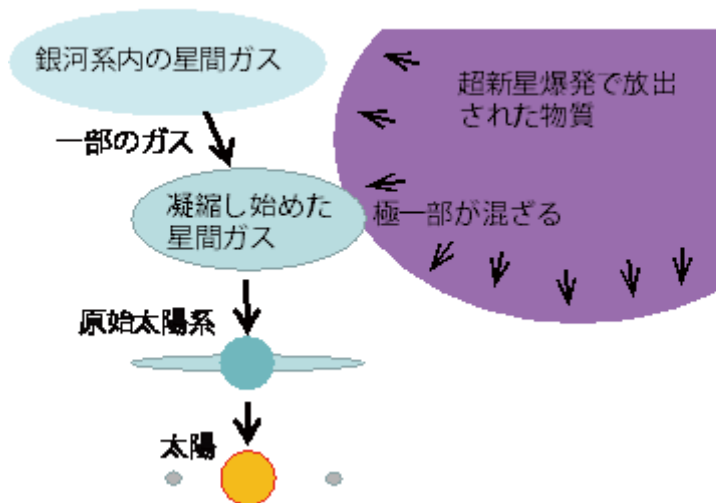 銀河系内の星間ガス
超新星爆発で放出
された物質
一部のガス
凝縮し始めた
星間ガス
極一部が混ざる
原始太陽系
太陽